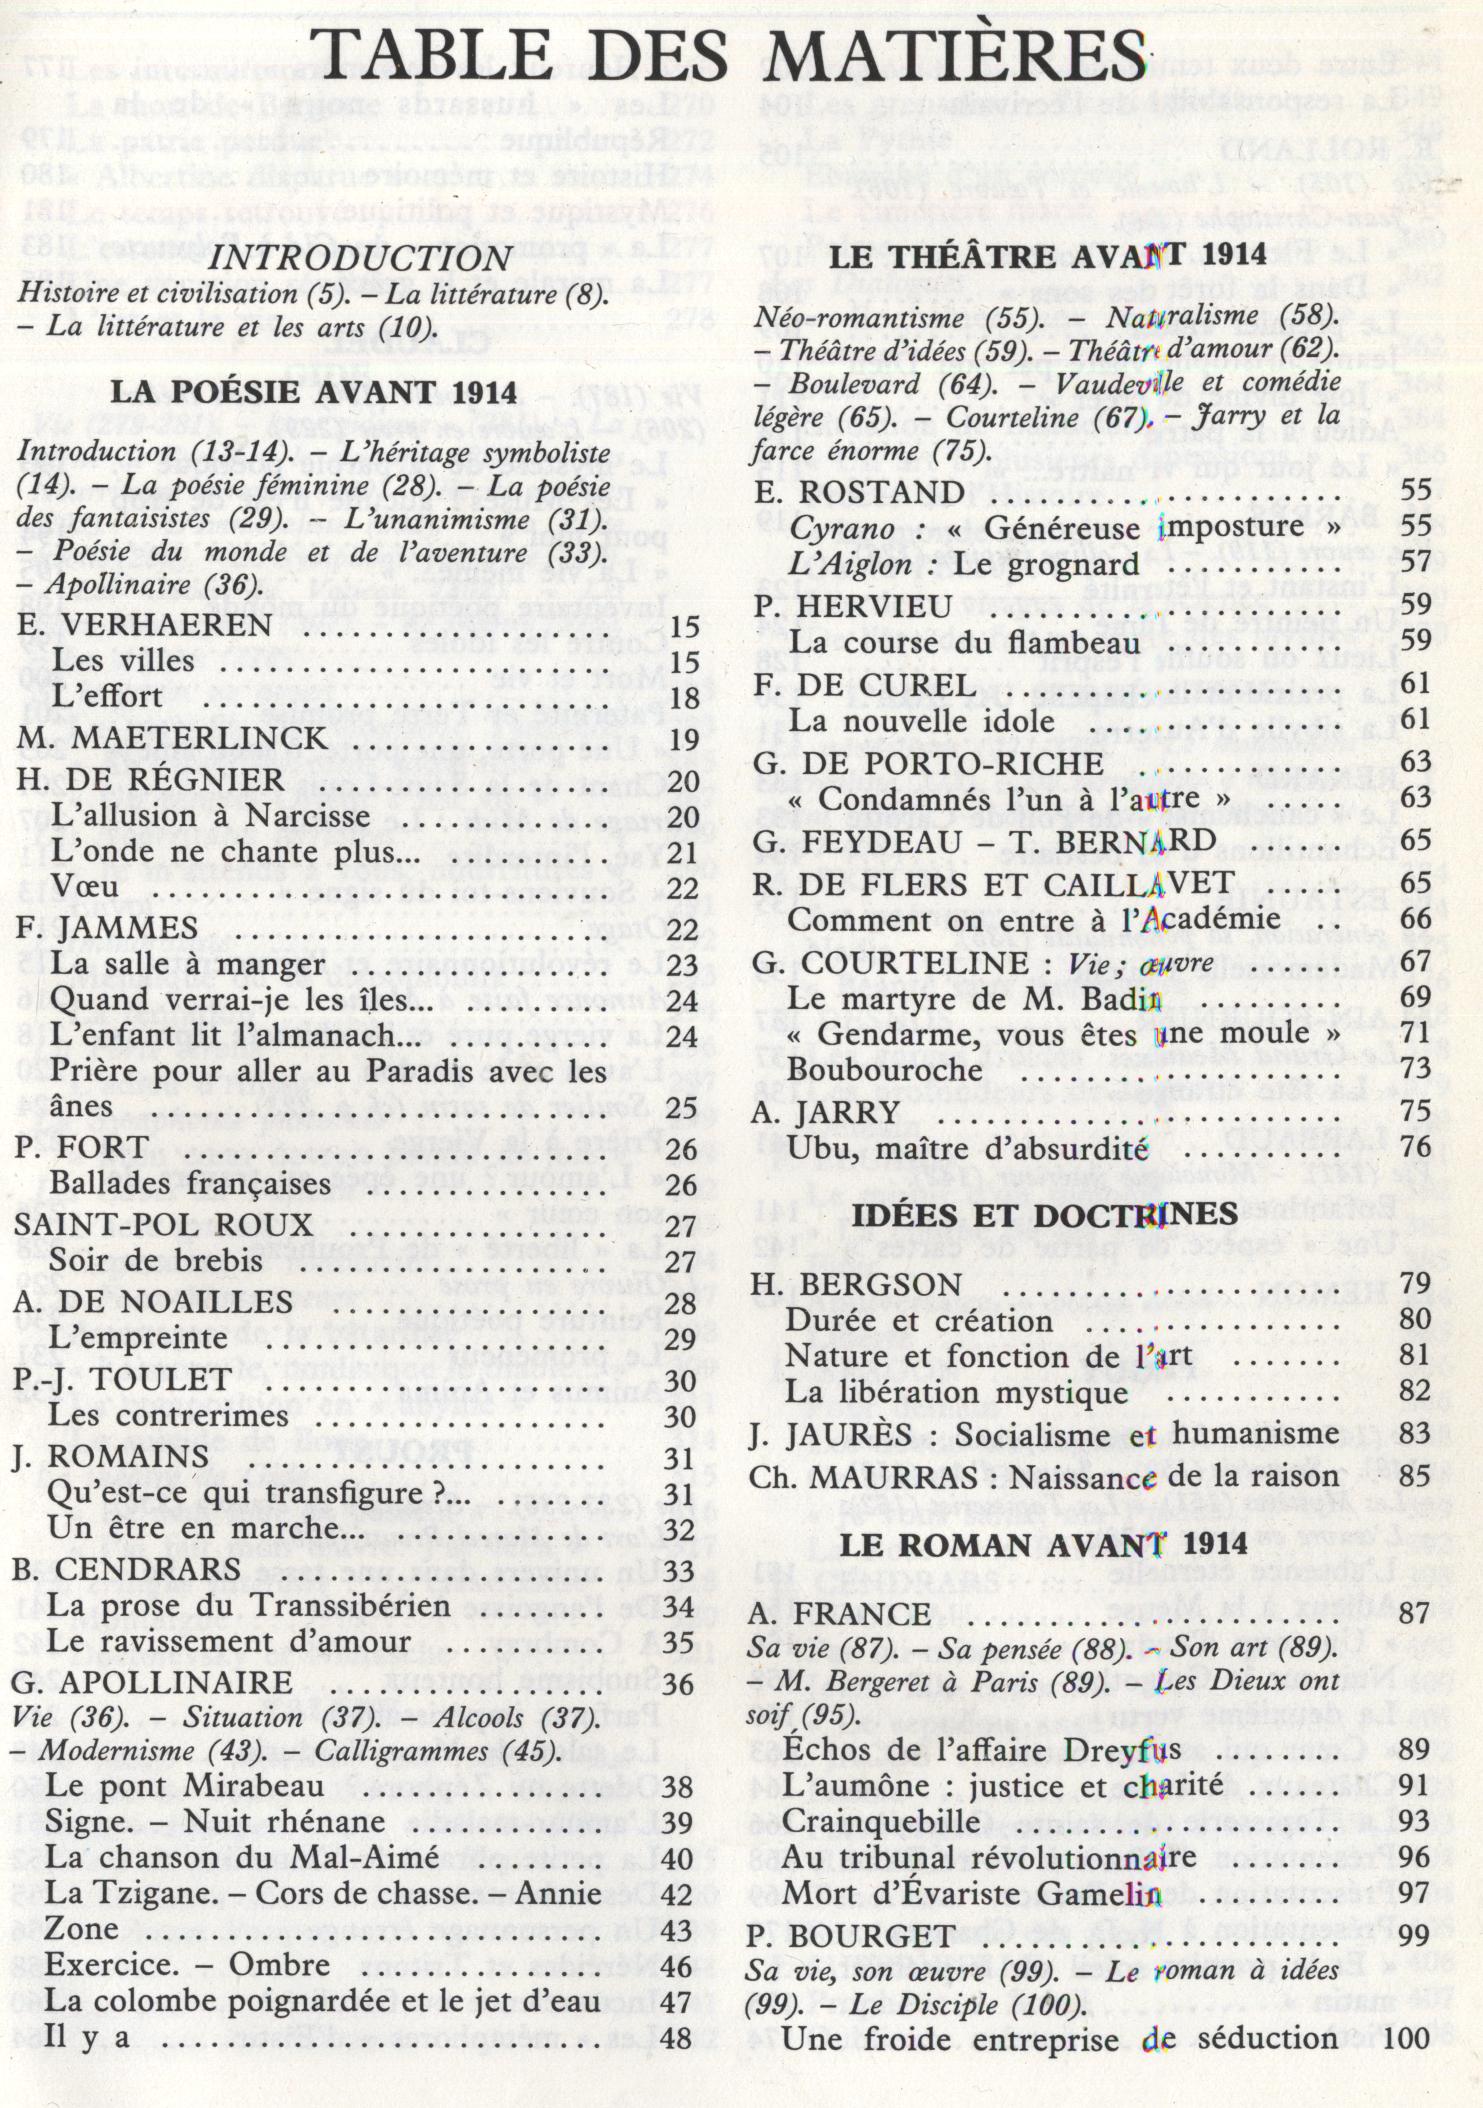 TABLE DES MATIÈRES
INTRODUCTION
Histoire et civilisation (5). – La littérature (8).
– La littérature et les arts (10).
LA POÉSIE AVANT 1914
Introduction (13-14). – L'héritage symboliste
(14). – La poésie féminine (28). – La poésie
des fantaisistes (29). – L'unanimisme (31).
– Poésie du monde et de l'aventure (33).
– Apollinaire (36).
E. VERHAEREN .................. 15
Les villes ...................... 15
L'effort ....................... 18
M. MAETERLINCK ............... 19
H. DE RÉGNIER .................. 20
L'allusion à Narcisse ............ 20
L'onde ne chante plus... .......... 21
Vœu ......................... 22
F. JAMMES ..................... 22
La salle à manger ............... 23
Quand verrai-je les îles... ......... 24
L'enfant lit l'almanach... .......... 24
Prière pour aller au Paradis avec les
ânes .......................... 25
P. FORT ....................... 26
Ballades françaises .............. 26
SAINT-POL ROUX ................ 27
Soir de brebis .................. 27
A. DE NOAILLES ................ 28
L'empreinte .................... 29
P.-J. TOULET ................... 30
Les contrerimes ................. 30
J. ROMAINS .................... 31
Qu'est-ce qui transfigure ?... ....... 31
Un être en marche... ............. 32
B. CENDRARS ................... 33
La prose du Transsibérien ........ 34
Le ravissement d'amour .......... 35
G. APOLLINAIRE ................ 36
Vie (36). – Situation (37). – Alcools (37).
– Modernisme (43). – Calligrammes (45).
Le pont Mirabeau ............... 38
Signe. – Nuit rhénane ............ 39
La chanson du Mal-Aimé ........ 40
La Tzigane. – Cors de chasse. – Annie 42
Zone .......................... 43
Exercice. – Ombre ............... 46
La colombe poignardée et le jet d'eau 47
Il y a .......................... 48
LE THÉÂTRE AVANT 1914
Néo-romantisme (55). – Naturalisme (58).
– Théâtre d'idées (59). – Théâtre d'amour (62).
– Boulevard (64). – Vaudeville et comédie
légère (65). – Courteline (67). – Jarry et la
farce énorme (75).
E. ROSTAND .................... 55
Cyrano : « Généreuse imposture » 55
L'Aiglon : Le grognard ........... 57
P. HERVIEU ..................... 59
La course du flambeau ........... 59
F. DE CUREL .................... 61
La nouvelle idole ................ 61
G. DE PORTO-RICHE ............. 63
« Condamnés l'un à l'autre » ..... 63
G. FEYDEAU – T. BERNARD ...... 65
R. DE FLERS ET CAILLAVET ..... 65
Comment on entre à l'Académie .. 66
G. COURTELINE : Vie ; œuvre ...... 67
Le martyre de M. Badin ......... 69
« Gendarme, vous êtes une moule » 71
Boubouroche ................... 73
A. JARRY ....................... 75
Ubu, maître d'absurdité .......... 76
IDÉES ET DOCTRINES
H. BERGSON .................... 79
Durée et création ................ 80
Nature et fonction de l'art ....... 81
La libération mystique ........... 82
J. JAURÈS : Socialisme et humanisme 83
Ch. MAURRAS : Naissance de la raison 85
LE ROMAN AVANT 1914
A. FRANCE ...................... 87
Sa vie (87). – Sa pensée (88). – Son art (89).
– M. Bergeret à Paris (89). – Les Dieux ont
soif (95).
Échos de l'affaire Dreyfus ....... 89
L'aumône : justice et charité ...... 91
Crainquebille ................... 93
Au tribunal révolutionnaire ...... 96
Mort d'Évariste Gamelin ......... 97
P. BOURGET ..................... 99
Sa vie, son œuvre (99). – Le roman à idées
(99). – Le Disciple (100).
Une froide entreprise de séduction 100